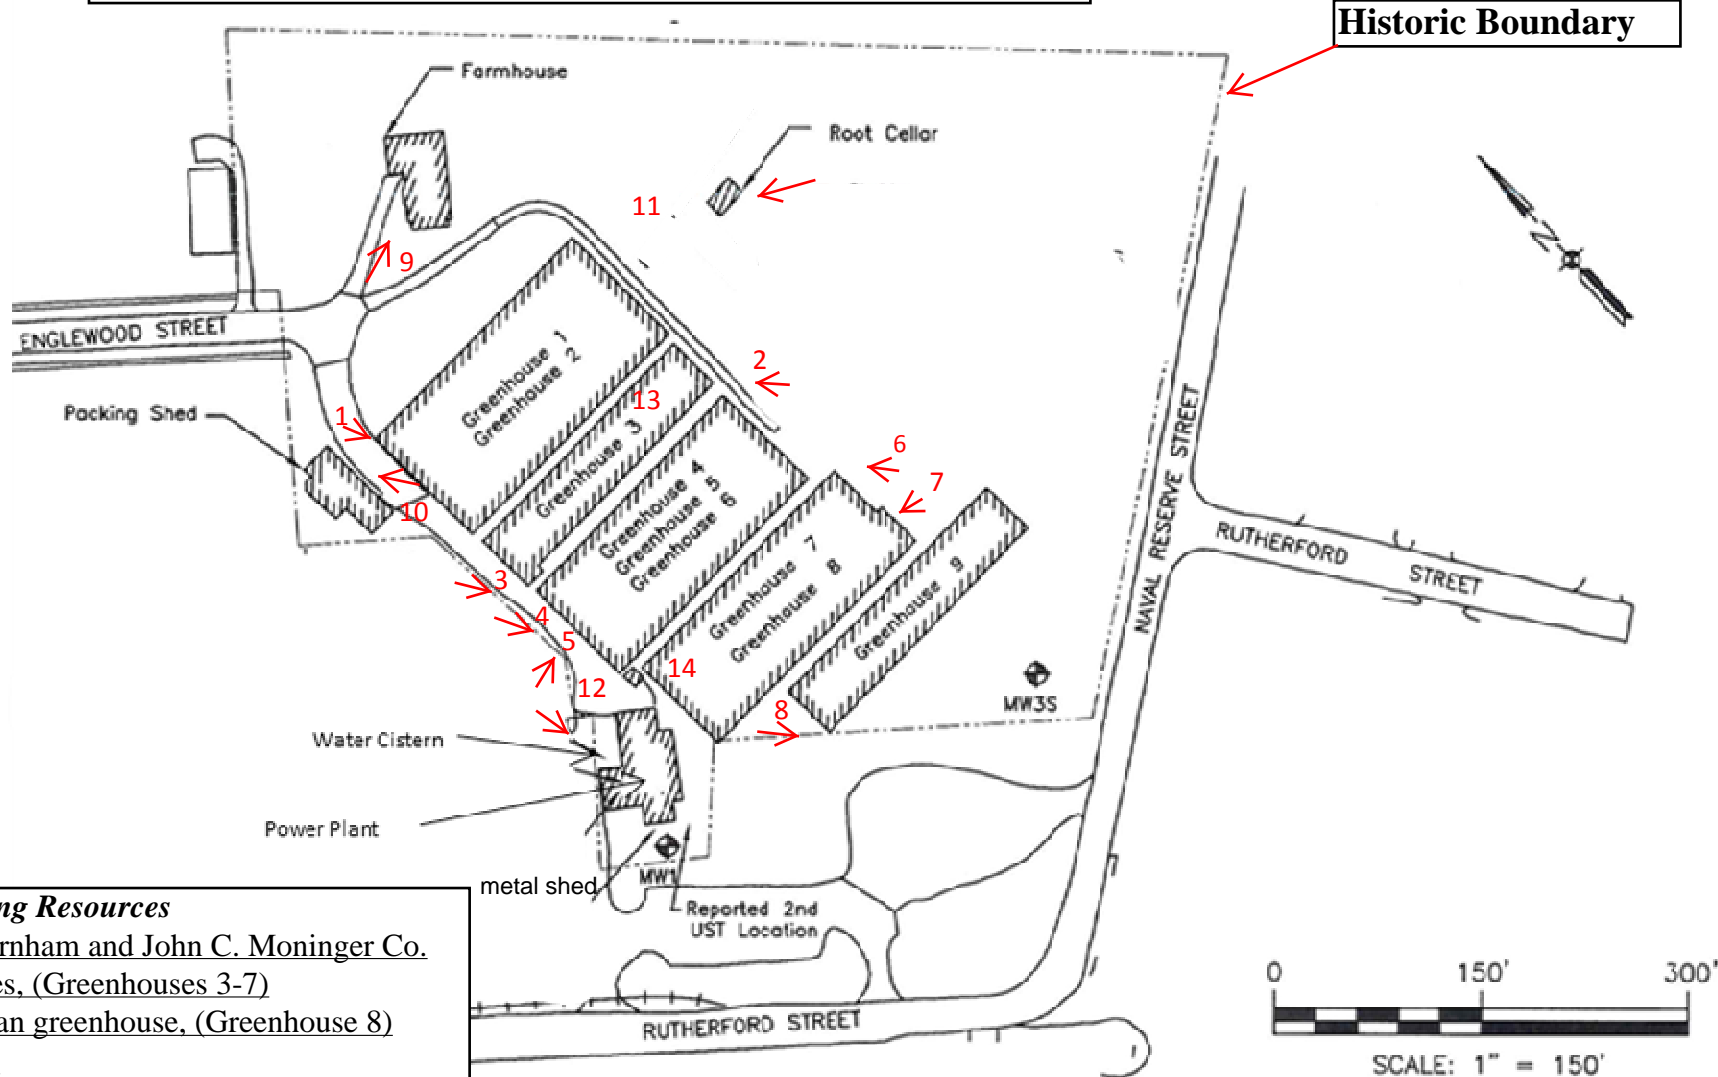 Historic Boundary
Farmhouse
Root Cellar
11
9
N
ENGLEWOOD STREET
Greenhouse 1
Greenhouse 2
2
Packing Shed
1
13
Greenhouse 3
6
7
10
Greenhouse 4
Greenhouse 5
Greenhouse 6
NAVAL RESERVE STREET
RUTHERFORD STREET
3
4
5
Greenhouse 7
Greenhouse 8
Greenhouse 9
14
12
8
MW3S
Water Cistern
Power Plant
metal shed
MW1
Reported 2nd
UST Location
ng Resources
rnham and John C. Moninger Co.
es, (Greenhouses 3-7)
an greenhouse, (Greenhouse 8)
RUTHERFORD STREET
0 150' 300'
SCALE: 1" = 150'